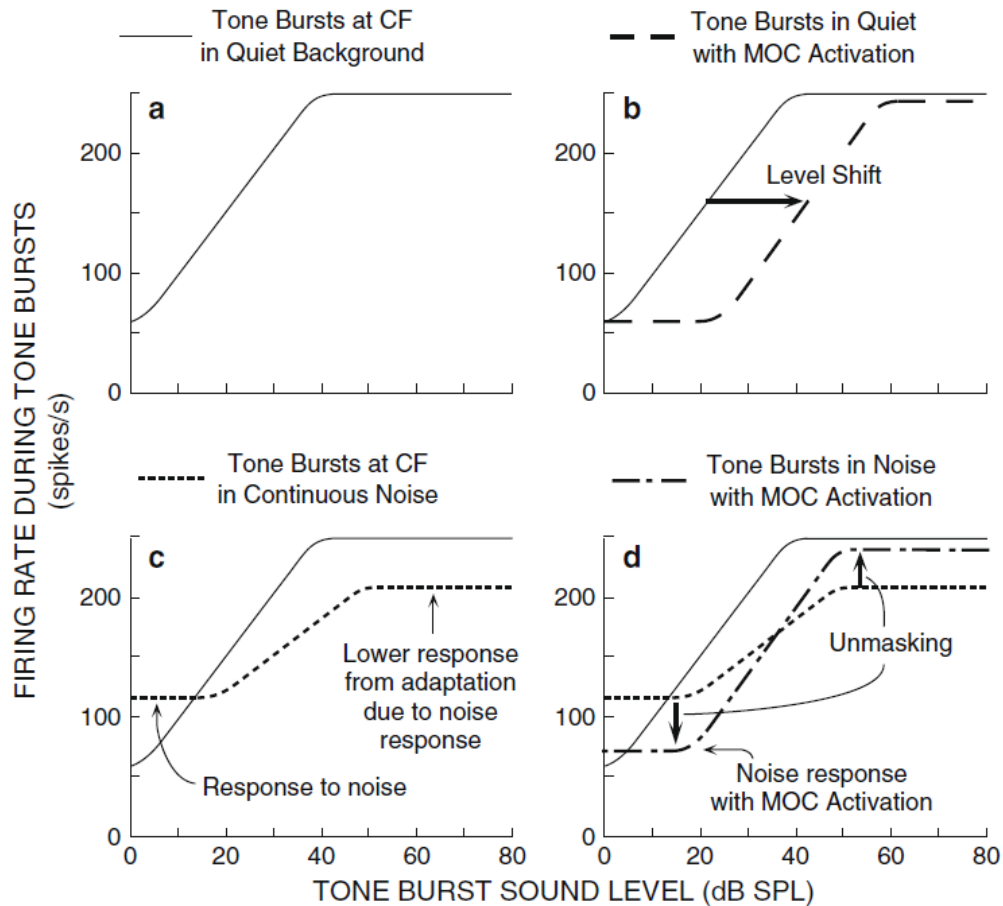 Tone Bursts at CF
in Quiet Background
Tone Bursts in Quiet
with MOC Activation
a
b
200
100
0
200
100
0
Level Shift
Tone Bursts at CF
in Continuous Noise
Tone Bursts in Noise
with MOC Activation
c
d
200
100
0
200
100
0
Lower response
from adaptation
due to noise
response
Response to noise
Unmasking
Noise response
with MOC Activation
0 20 40 60 80
0 20 40 60 80
TONE BURST SOUND LEVEL (dB SPL)
FIRING RATE DURING TONE BURSTS
(spikes/s)